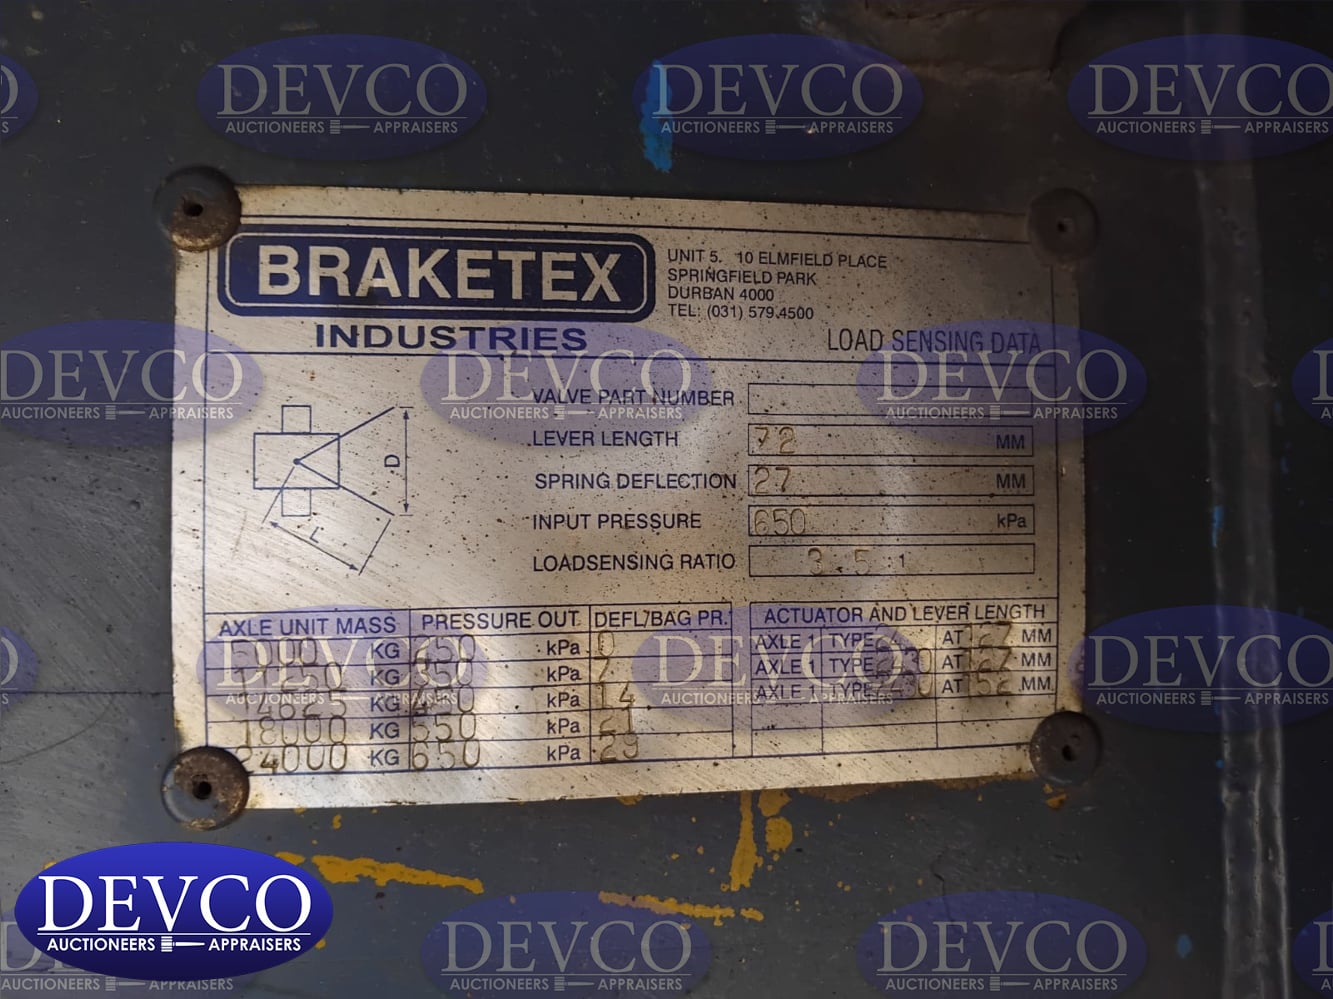 BRAKETEX
INDUSTRIES
UNIT 5. 10 ELMFIELD PLACE
SPRINGFIELD PARK
DURBAN 4000
TEL: (031) 579.4500
LOAD SENSING DATA
VALVE PART NUMBER
LEVER LENGTH 72 MM
SPRING DEFLECTION 27 MM
INPUT PRESSURE 650 kPa
LOADSENSING RATIO 3.5 1
D
L
AXLE UNIT MASS PRESSURE OUT DEFL/BAG PR. ACTUATOR AND LEVER LENGTH
KG kPa 0 AXLE 1 TYPE AT 127 MM
KG 350 kPa 7 AXLE 1 TYPE AT 127 MM
KG kPa 14 AXLE 1 TYPE AT 152 MM
18000 KG 550 kPa 21
24000 KG 650 kPa 29
DEVCO
AUCTIONEERS APPRAISERS